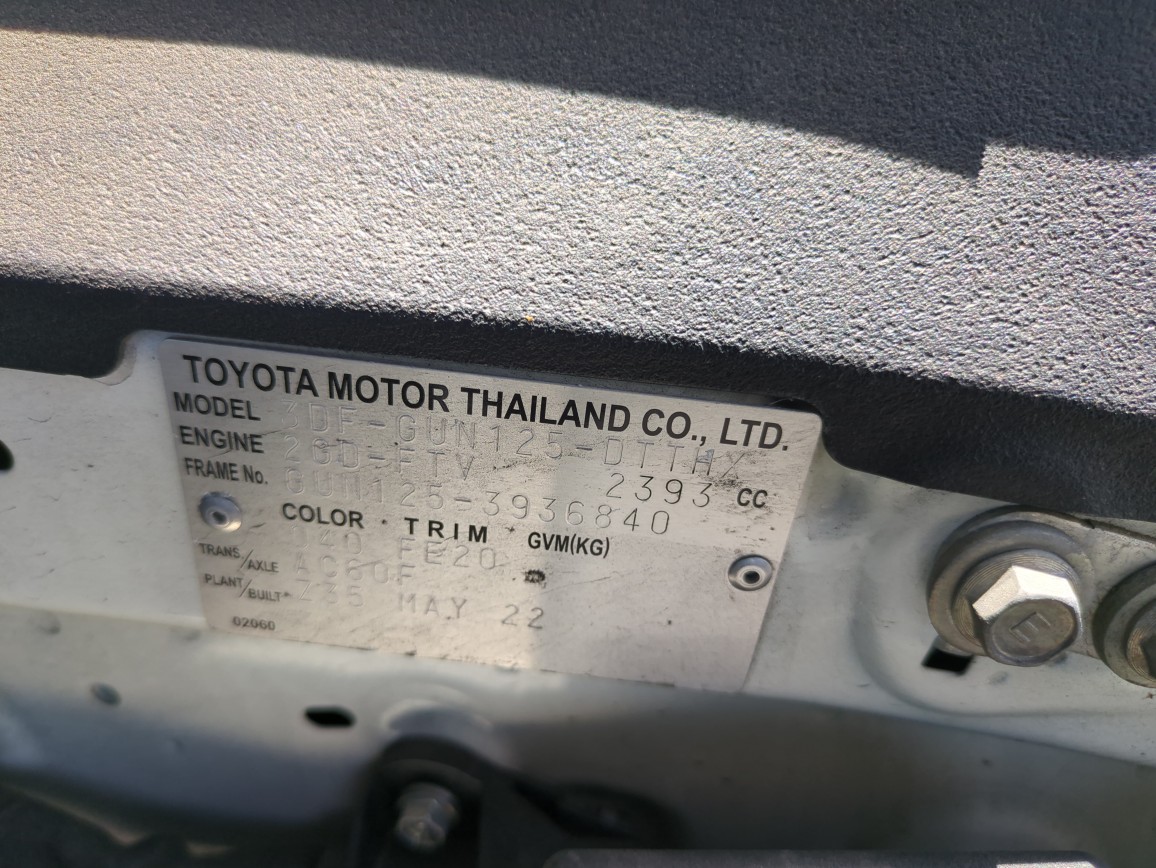 TOYOTA MOTOR THAILAND CO., LTD.
MODEL 3DF-GUN125-DTTHX
ENGINE 2GD-FTV 2393 CC
FRAME No. GUN125-3936840
COLOR · TRIM · GVM(KG)
040 FE20
TRANS/AXLE AC60F
PLANT/BUILT Z35 MAY 22
02060
E